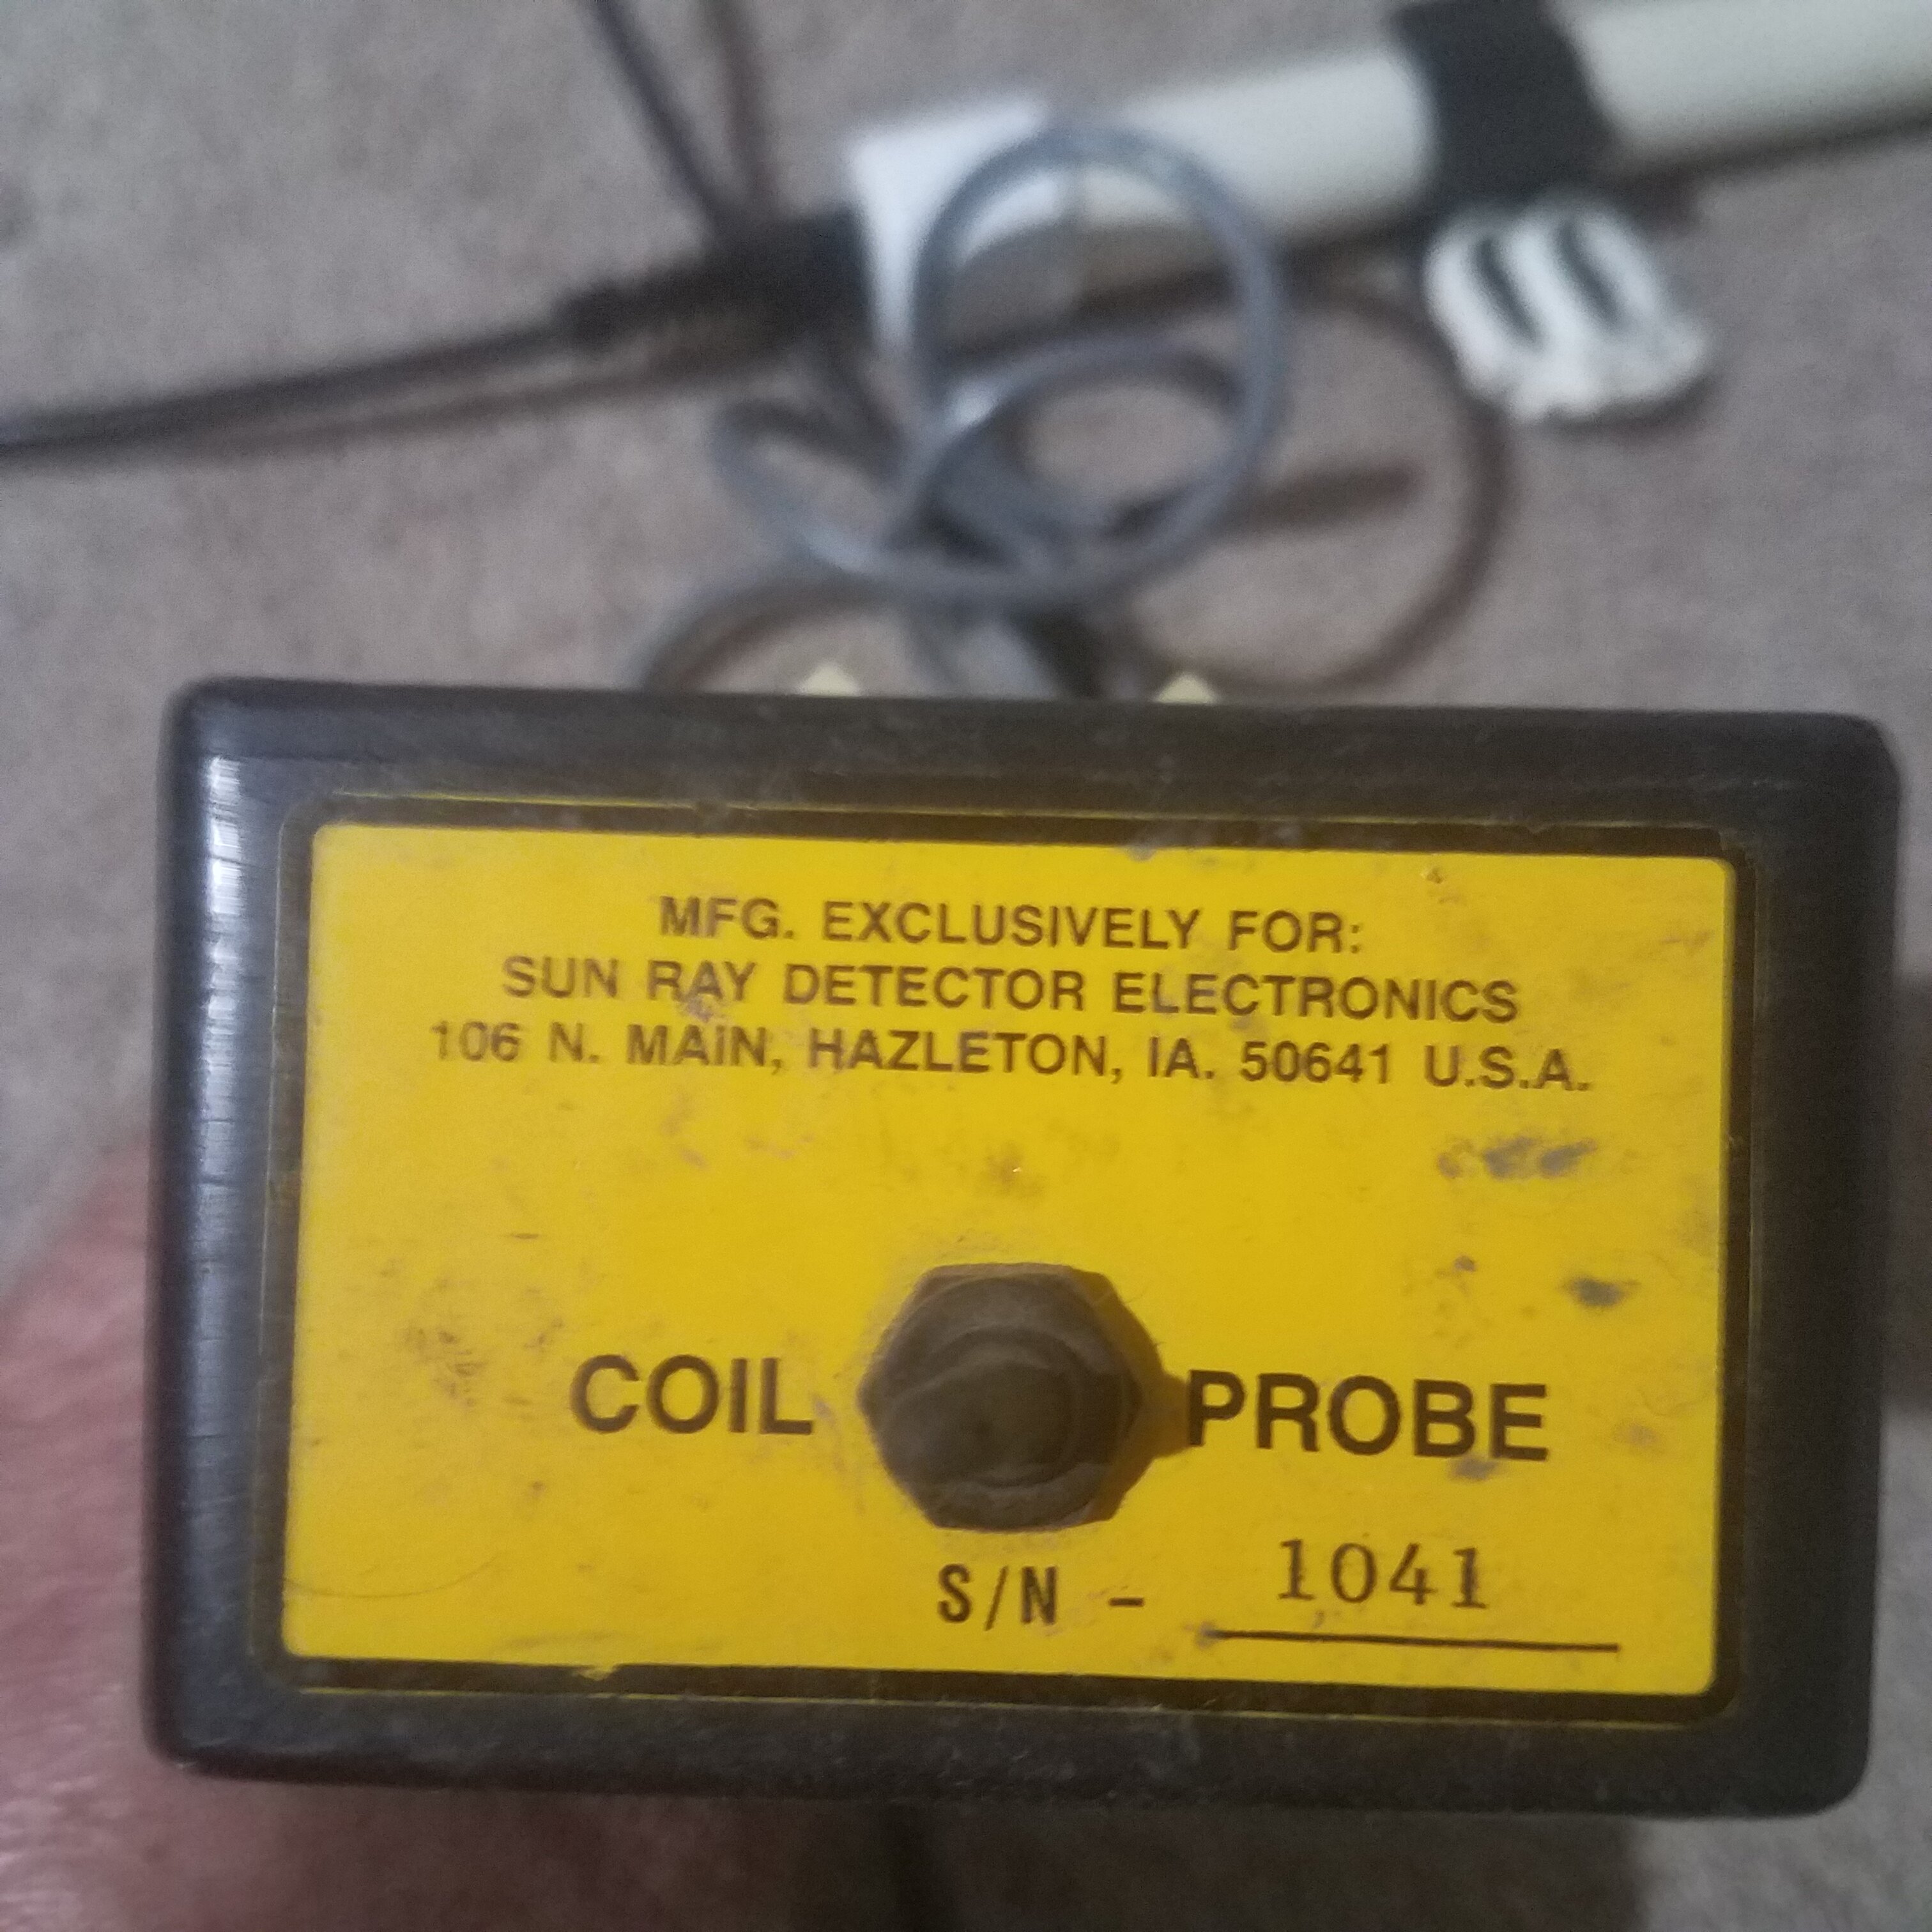 MFG. EXCLUSIVELY FOR:
SUN RAY DETECTOR ELECTRONICS
106 N. MAIN, HAZLETON, IA. 50641 U.S.A.
COIL PROBE
S/N - 1041